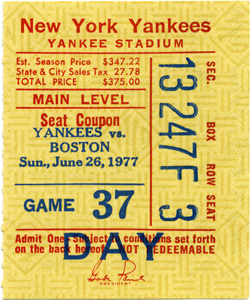 New York Yankees
YANKEE STADIUM
Est. Season Price $347.22
State & City Sales Tax 27.78
TOTAL PRICE $375.00
MAIN LEVEL
Seat Coupon
YANKEES vs.
BOSTON
Sun., June 26, 1977
GAME 37
DAY
Admit One Subject to conditions set forth
on the back hereof. NOT REDEEMABLE
PRESIDENT
SEC. BOX ROW SEAT
13 247F 3